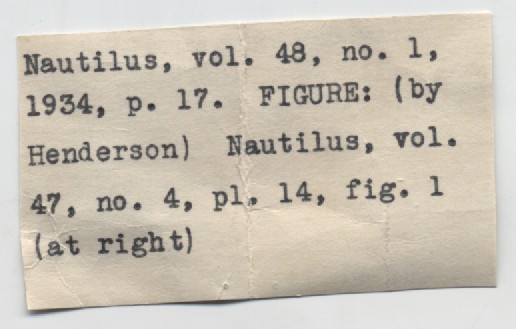 Nautilus, vol. 48, no. 1,
1934, p. 17. FIGURE: (by
Henderson) Nautilus, vol.
47, no. 4, pl. 14, fig. 1
(at right)